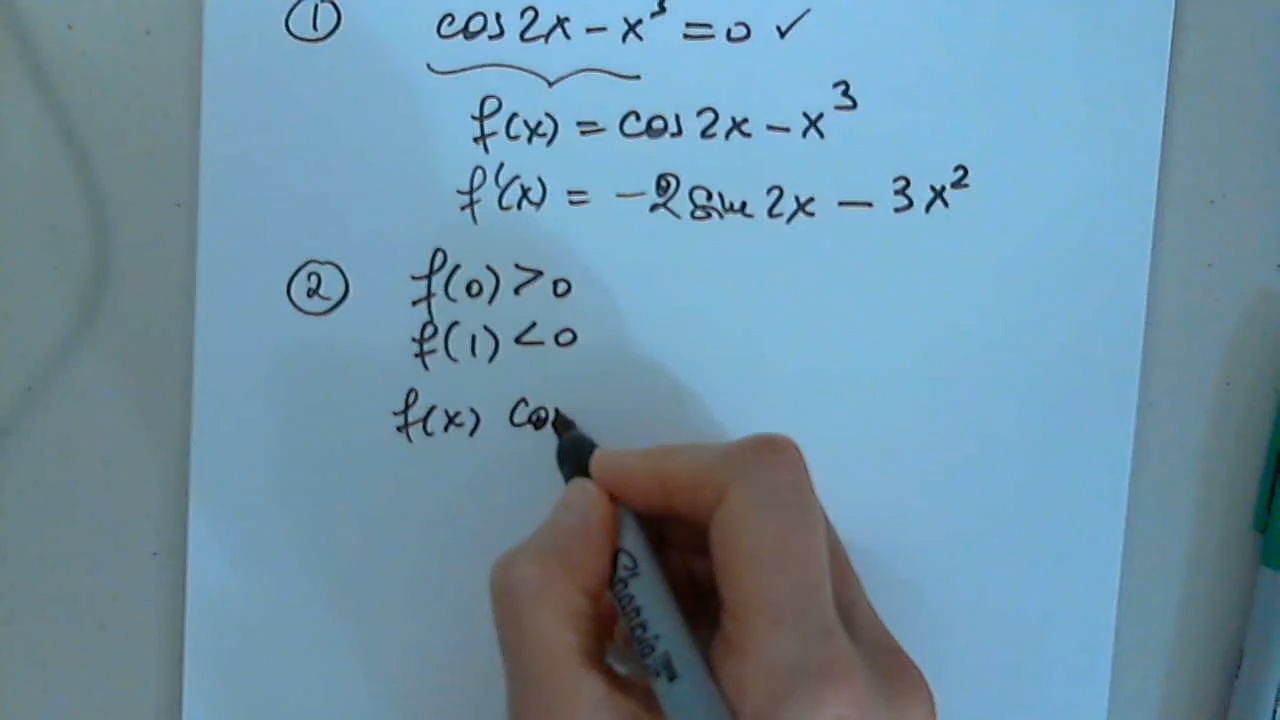 ① cos 2x - x³ = 0 ✓
f(x) = cos 2x - x³
f'(x) = -2 sin 2x - 3x²
② f(0) > 0
f(1) < 0
f(x) co